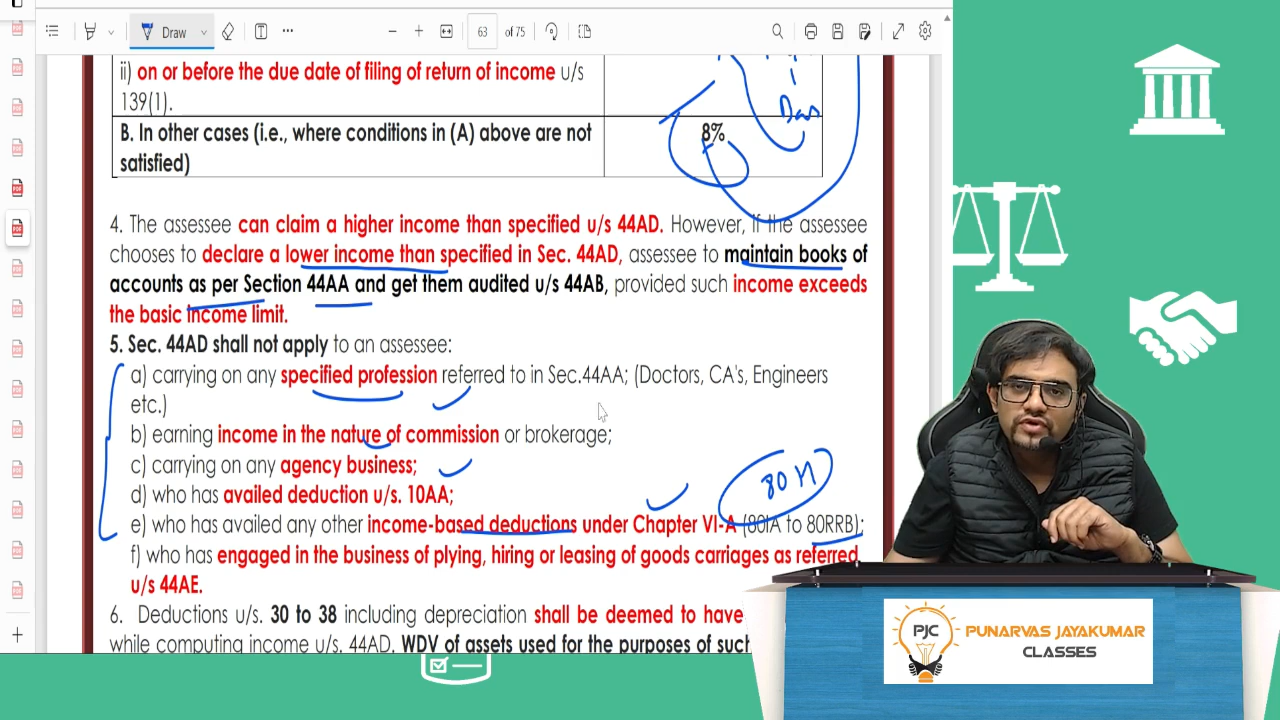 Draw
63
of 75
ii) on or before the due date of filing of return of income u/s
139(1).
B. In other cases (i.e., where conditions in (A) above are not
satisfied)
8%
4. The assessee can claim a higher income than specified u/s 44AD. However, if the assessee
chooses to declare a lower income than specified in Sec. 44AD, assessee to maintain books of
accounts as per Section 44AA and get them audited u/s 44AB, provided such income exceeds
the basic income limit.
5. Sec. 44AD shall not apply to an assessee:
a) carrying on any specified profession referred to in Sec.44AA; (Doctors, CA's, Engineers
etc.)
b) earning income in the nature of commission or brokerage;
c) carrying on any agency business;
d) who has availed deduction u/s. 10AA;
80
e) who has availed any other income-based deductions under Chapter VI-A (80IA to 80RRB);
f) who has engaged in the business of plying, hiring or leasing of goods carriages as referred
u/s 44AE.
6. Deductions u/s. 30 to 38 including depreciation shall be deemed to have
while computing income u/s. 44AD. WDV of assets used for the purposes of such
PJC
PUNARVAS JAYAKUMAR
CLASSES